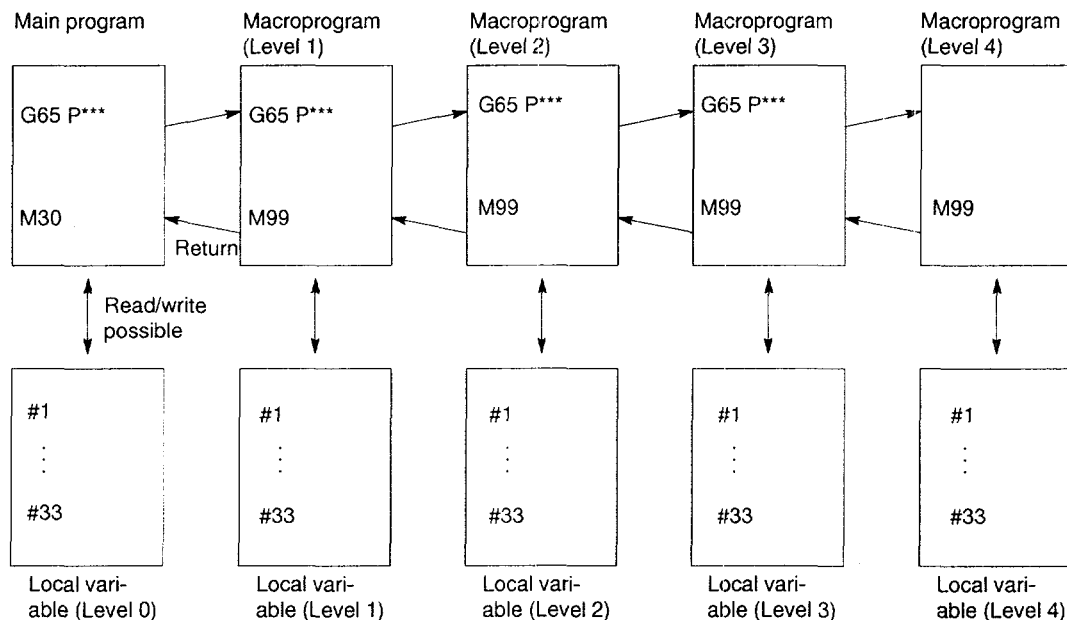 Main program
Macroprogram
(Level 1)
Macroprogram
(Level 2)
Macroprogram
(Level 3)
Macroprogram
(Level 4)
G65 P***
G65 P***
G65 P***
G65 P***
M30
M99
M99
M99
M99
Return
Read/write
possible
#1
⋮
#33
#1
⋮
#33
#1
⋮
#33
#1
⋮
#33
#1
⋮
#33
Local vari-
able (Level 0)
Local vari-
able (Level 1)
Local vari-
able (Level 2)
Local vari-
able (Level 3)
Local vari-
able (Level 4)